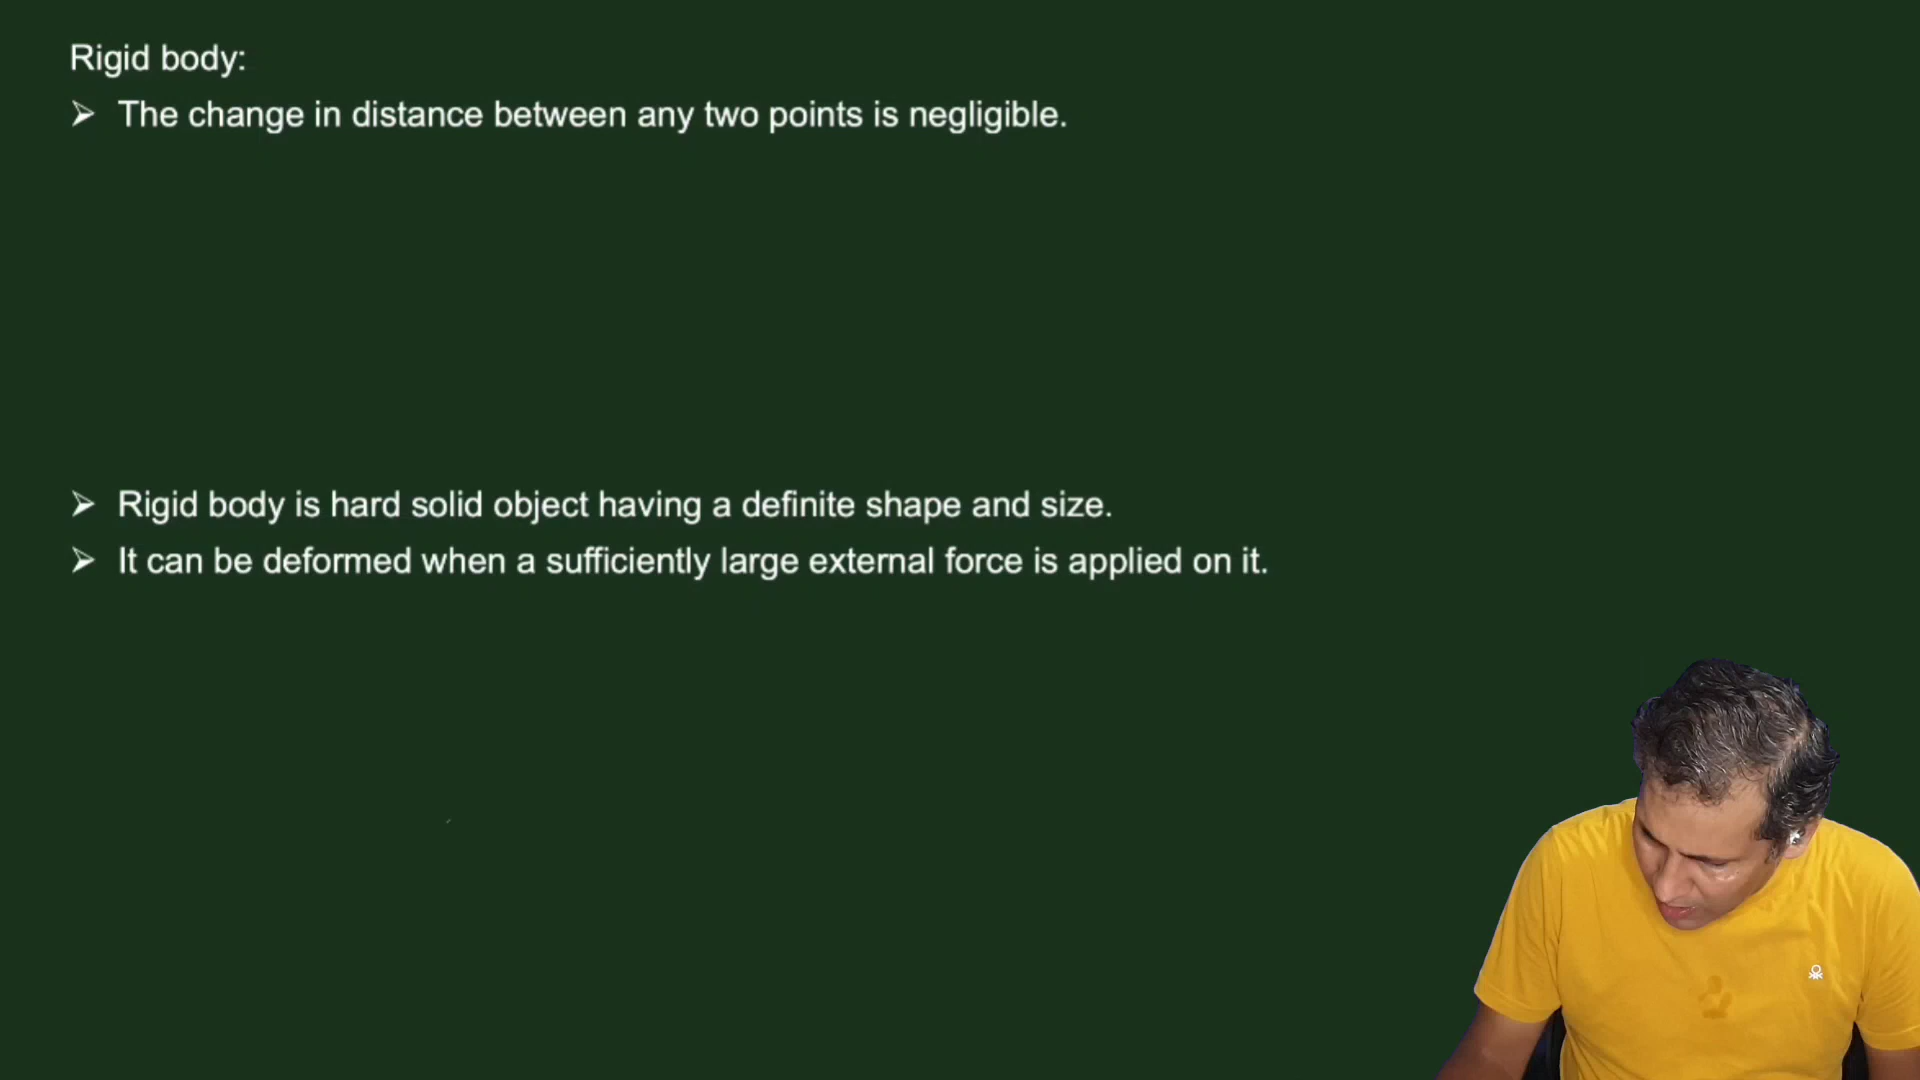 Rigid body:
➢ The change in distance between any two points is negligible.
➢ Rigid body is hard solid object having a definite shape and size.
➢ It can be deformed when a sufficiently large external force is applied on it.